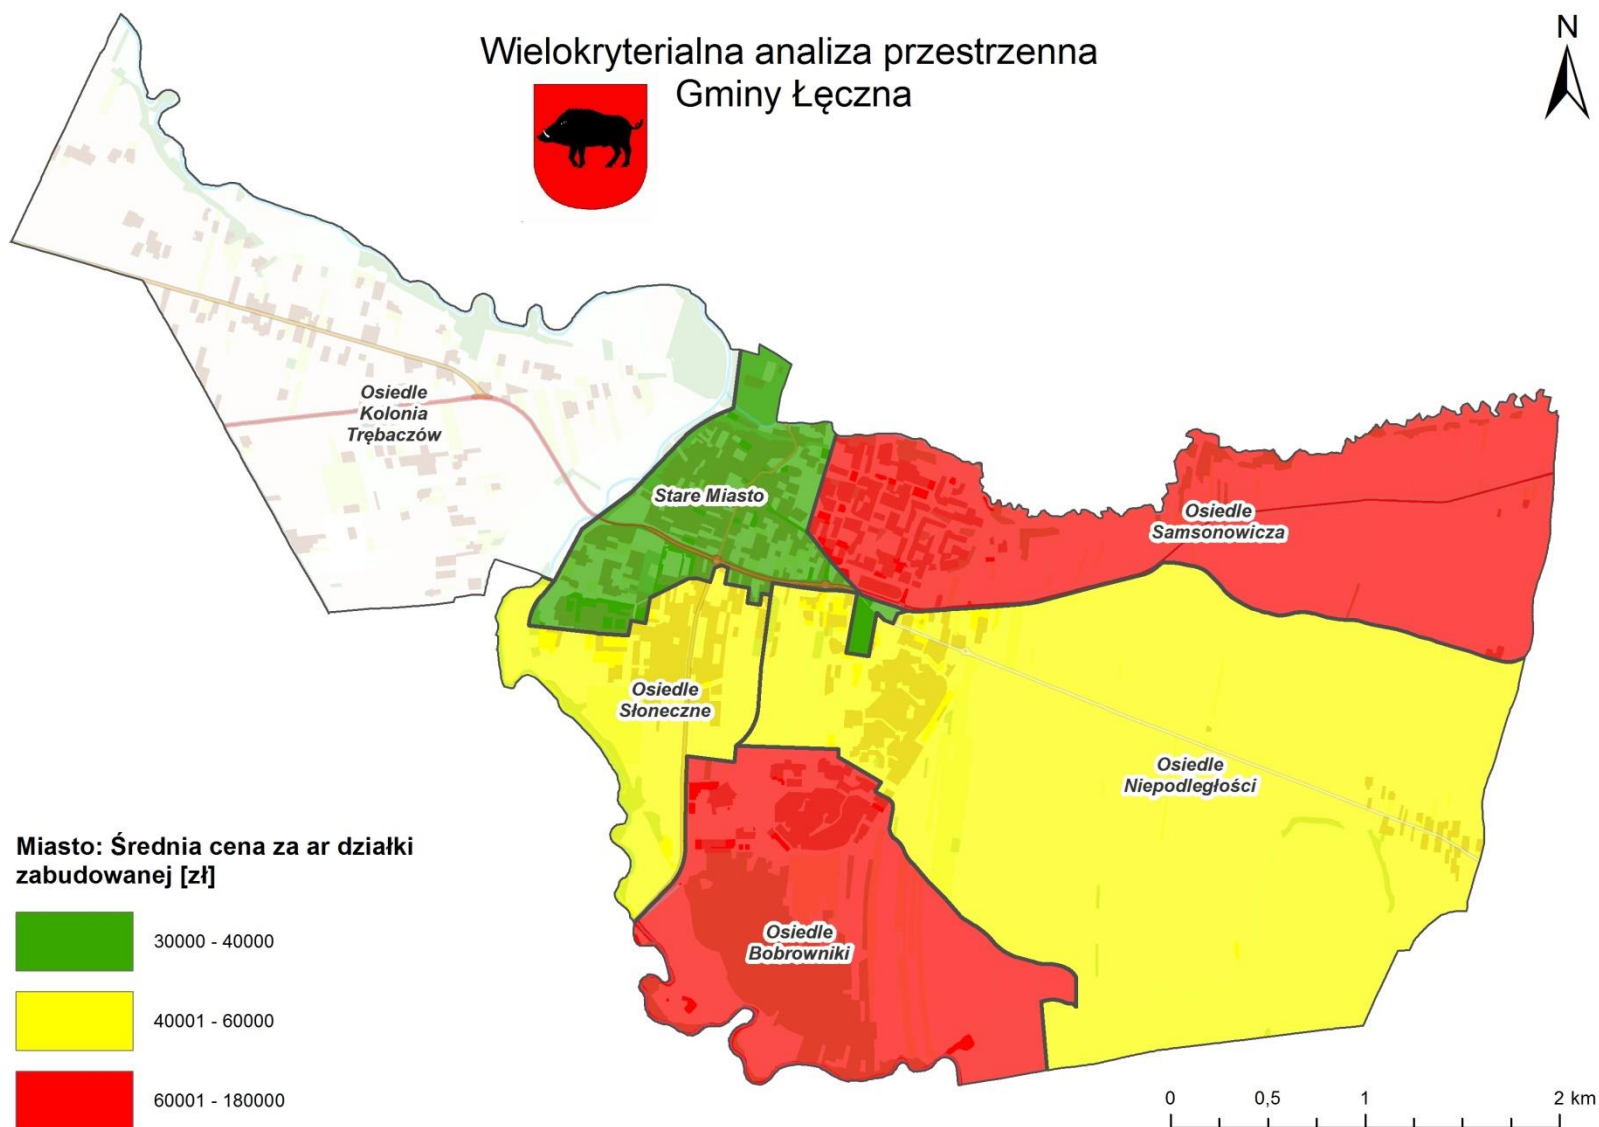 Wielokryterialna analiza przestrzenna
Gminy Łęczna
N
Osiedle
Kolonia
Trębaczów
Stare Miasto
Osiedle
Samsonowicza
Osiedle
Słoneczne
Osiedle
Niepodległości
Osiedle
Bobrowniki
Miasto: Średnia cena za ar działki
zabudowanej [zł]
30000 - 40000
40001 - 60000
60001 - 180000
0 0,5 1 2 km